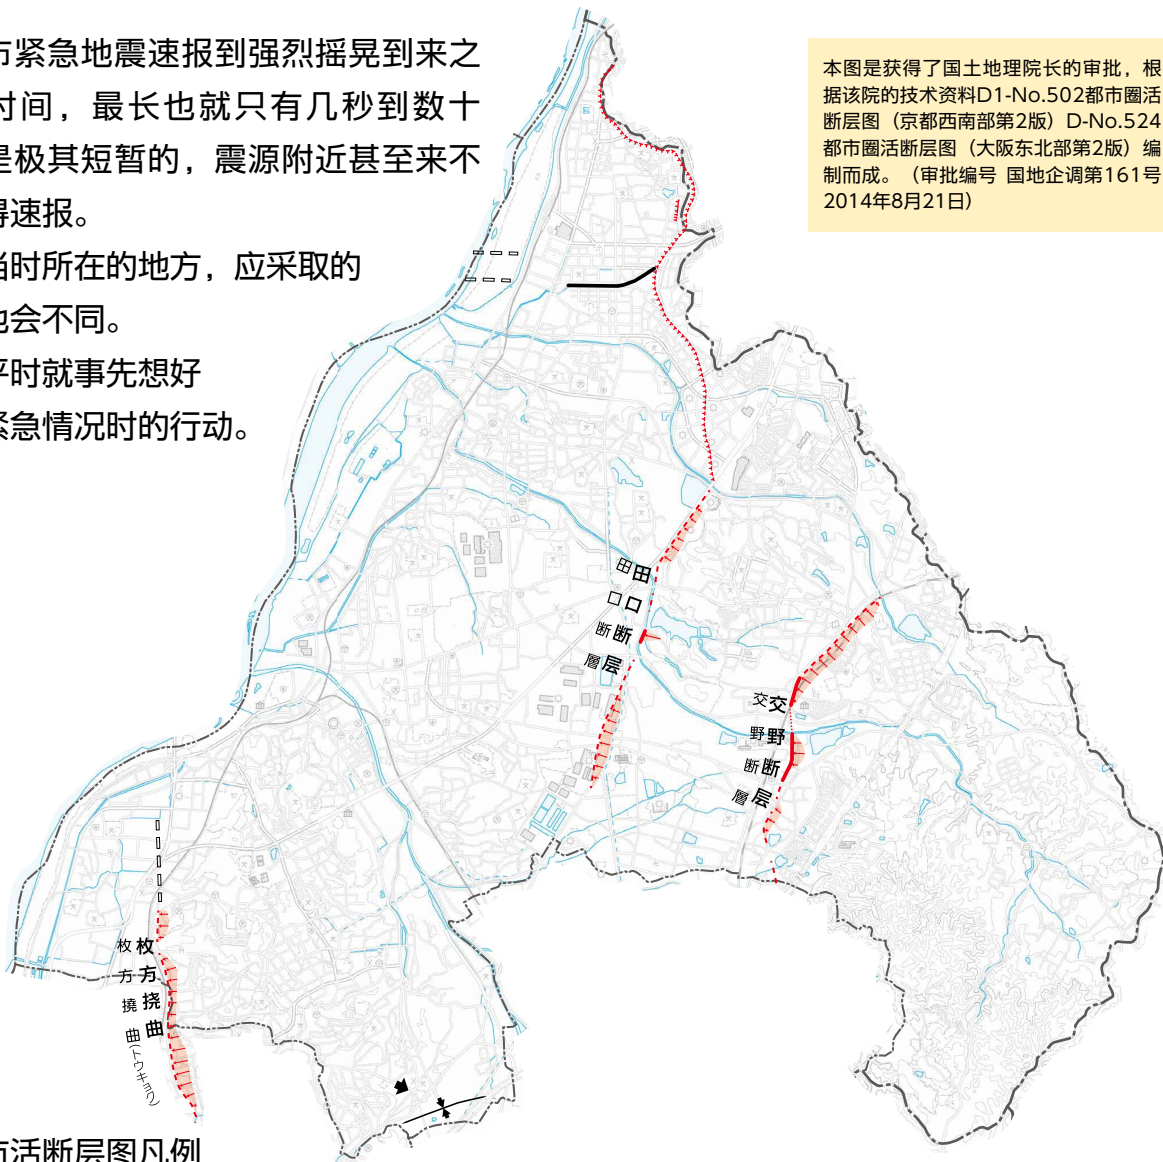 市紧急地震速报到强烈摇晃到来之
时间，最长也就只有几秒到数十
是极其短暂的，震源附近甚至来不
得速报。
当时所在的地方，应采取的
也会不同。
平时就事先想好
紧急情况时的行动。
本图是获得了国土地理院长的审批，根
据该院的技术资料D1-No.502都市圈活
断层图（京都西南部第2版）D-No.524
都市圈活断层图（大阪东北部第2版）编
制而成。（审批编号 国地企调第161号
2014年8月21日）
田口断层
田口断層
交野断层
交野断層
枚方挠曲
枚方撓曲(トウキョク)
市活断层图凡例